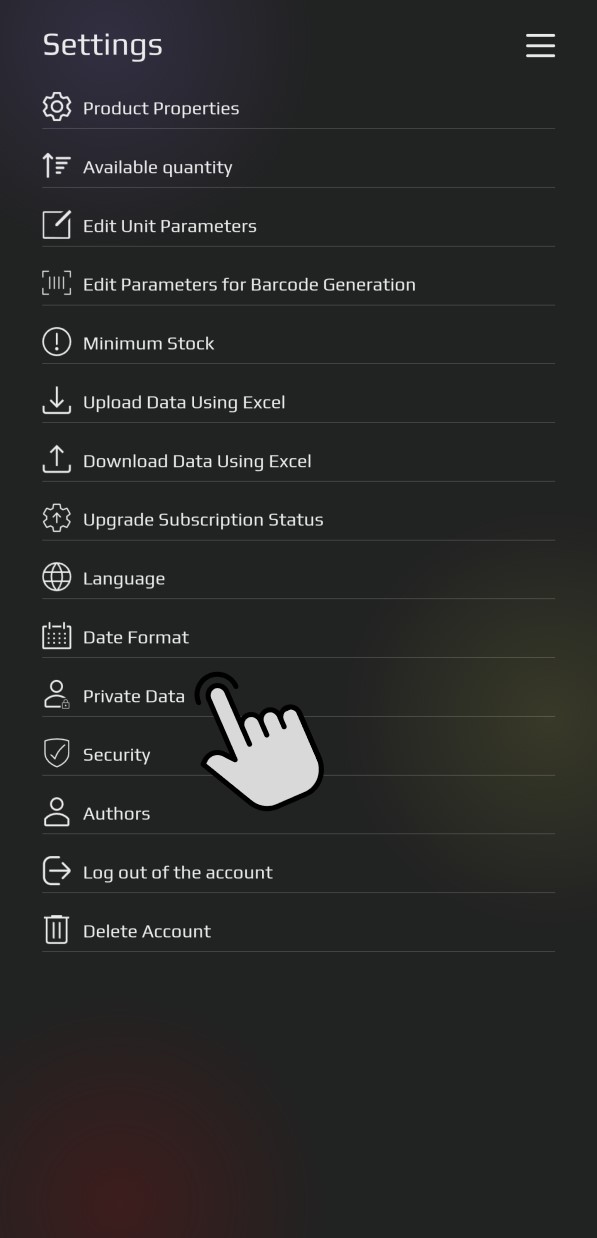 Settings
Product Properties
Available quantity
Edit Unit Parameters
Edit Parameters for Barcode Generation
Minimum Stock
Upload Data Using Excel
Download Data Using Excel
Upgrade Subscription Status
Language
Date Format
Private Data
Security
Authors
Log out of the account
Delete Account